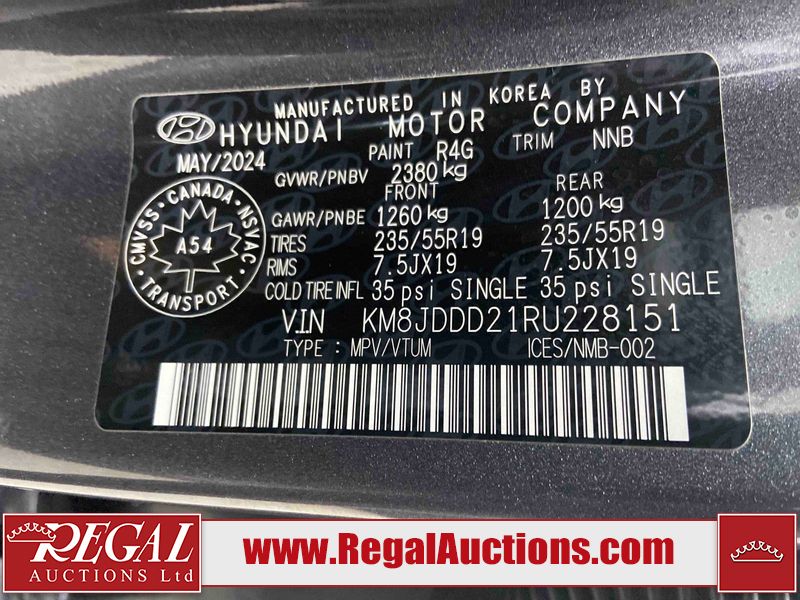 MANUFACTURED IN KOREA BY
HYUNDAI MOTOR COMPANY
MAY/2024 PAINT R4G TRIM NNB
GVWR/PNBV 2380 kg
FRONT REAR
GAWR/PNBE 1260 kg 1200 kg
TIRES 235/55R19 235/55R19
RIMS 7.5JX19 7.5JX19
COLD TIRE INFL 35 psi SINGLE 35 psi SINGLE
V.I.N KM8JDDD21RU228151
TYPE : MPV/VTUM ICES/NMB-002
CMVSS · CANADA · NSVAC
A54
TRANSPORT
REGAL
AUCTIONS Ltd
www.RegalAuctions.com